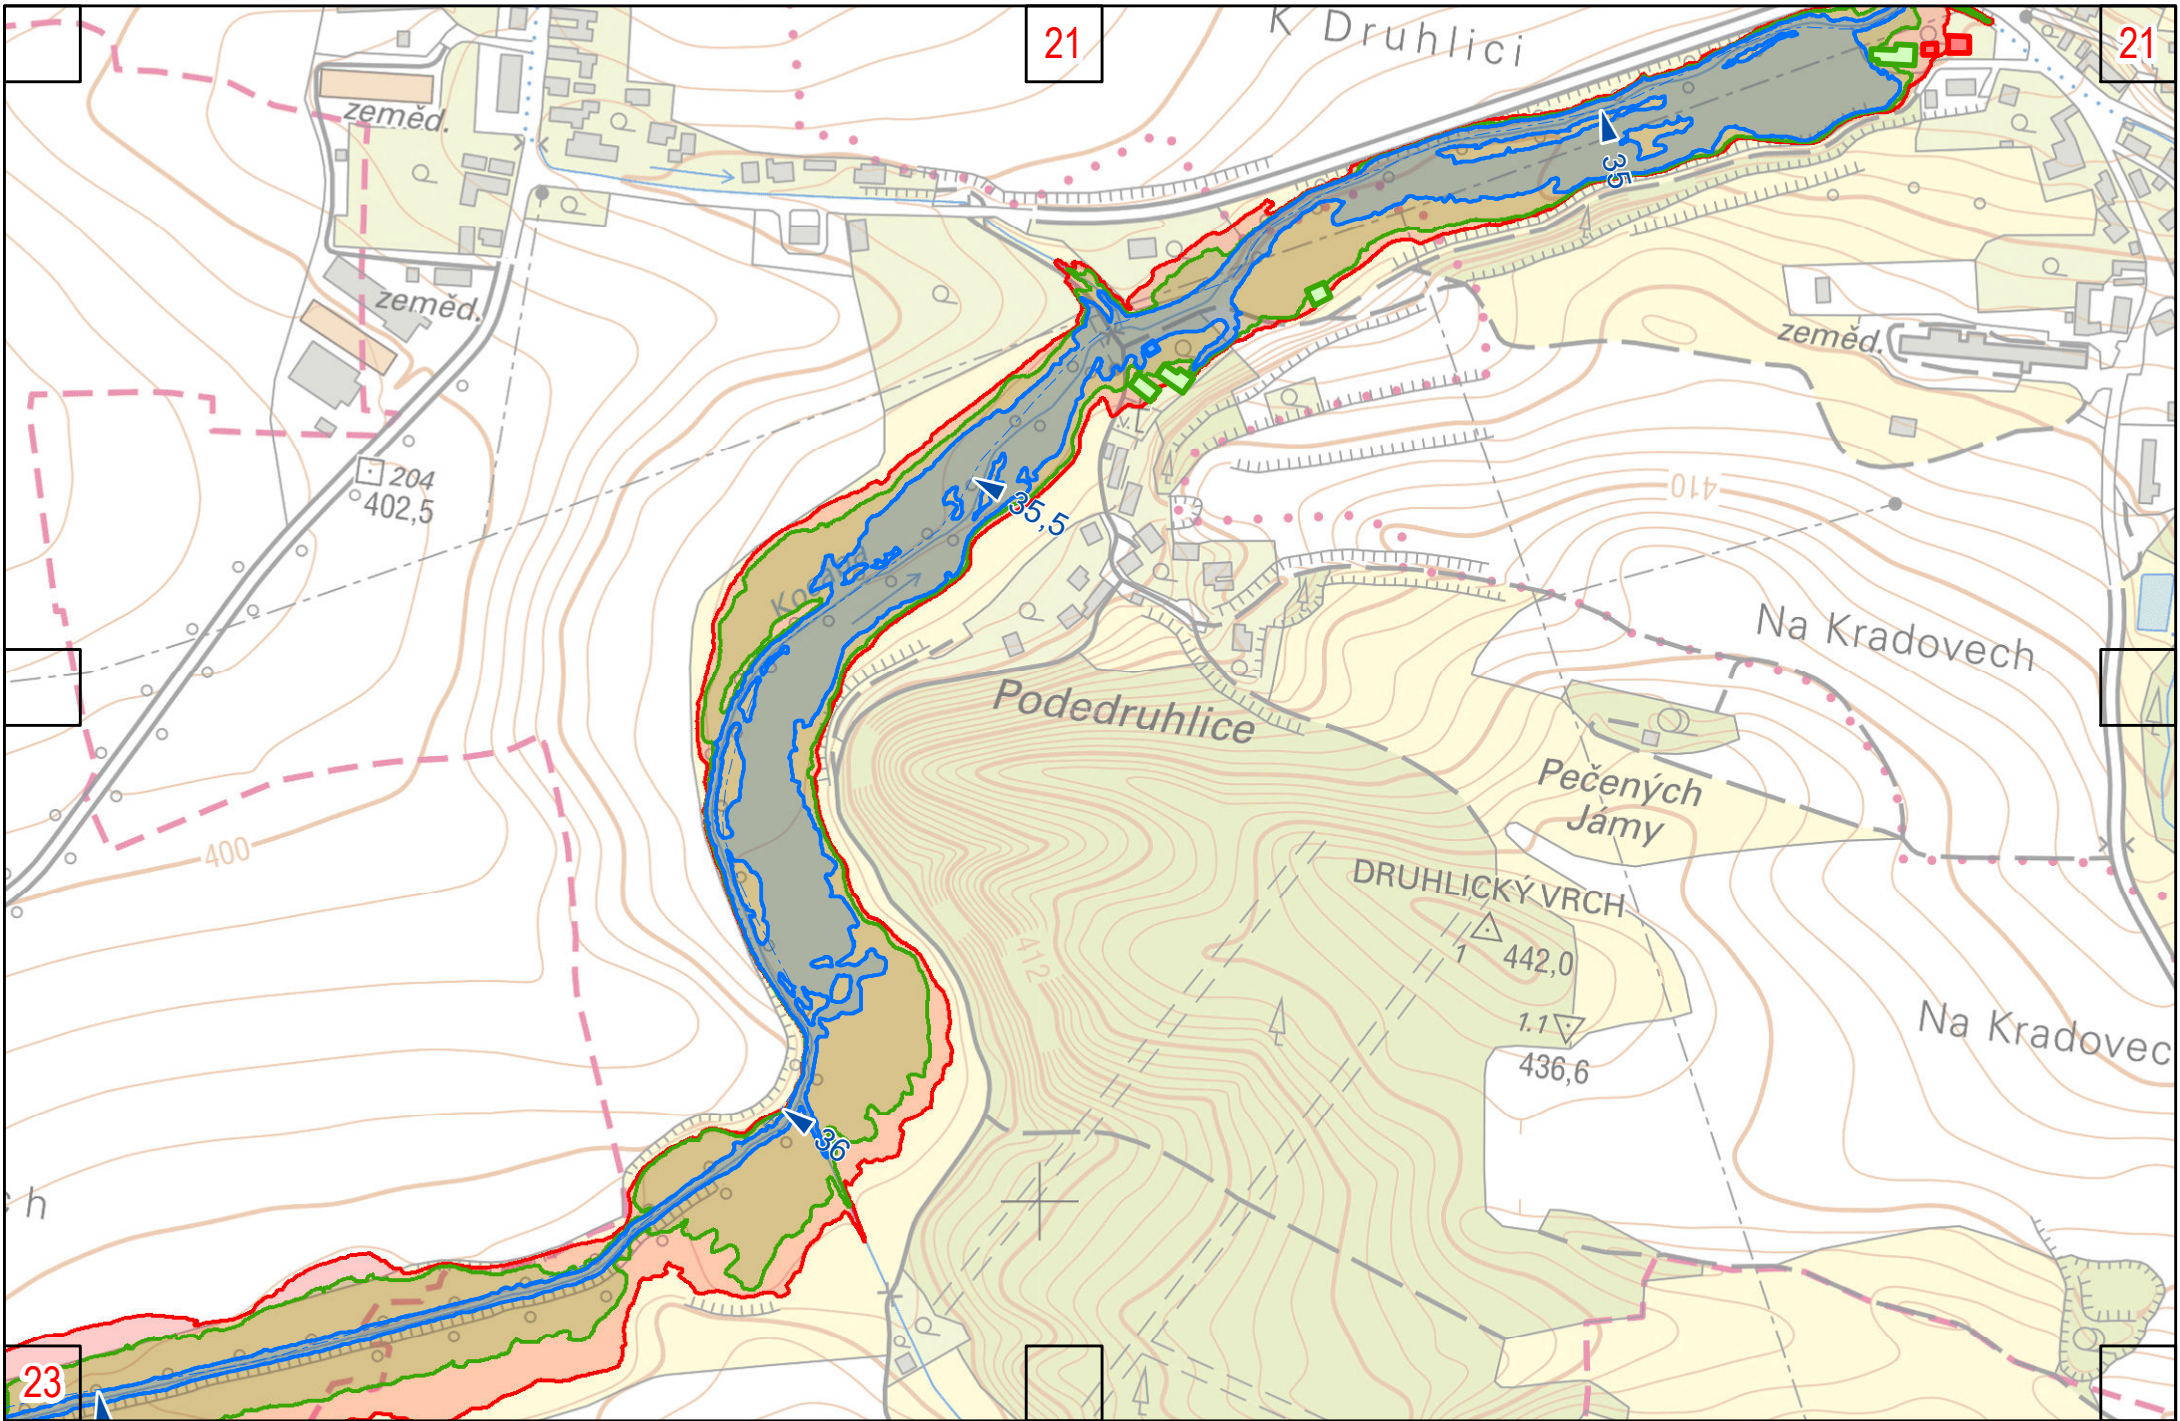 21
21
K Druhlici
zeměd.
35
zeměd.
zeměd.
204
402,5
410
35,5
Na Kradovech
Podedruhlice
Pečených
Jámy
400
DRUHLICKÝ VRCH
412
1
442,0
1.1
436,6
Na Kradovec
36
h
23